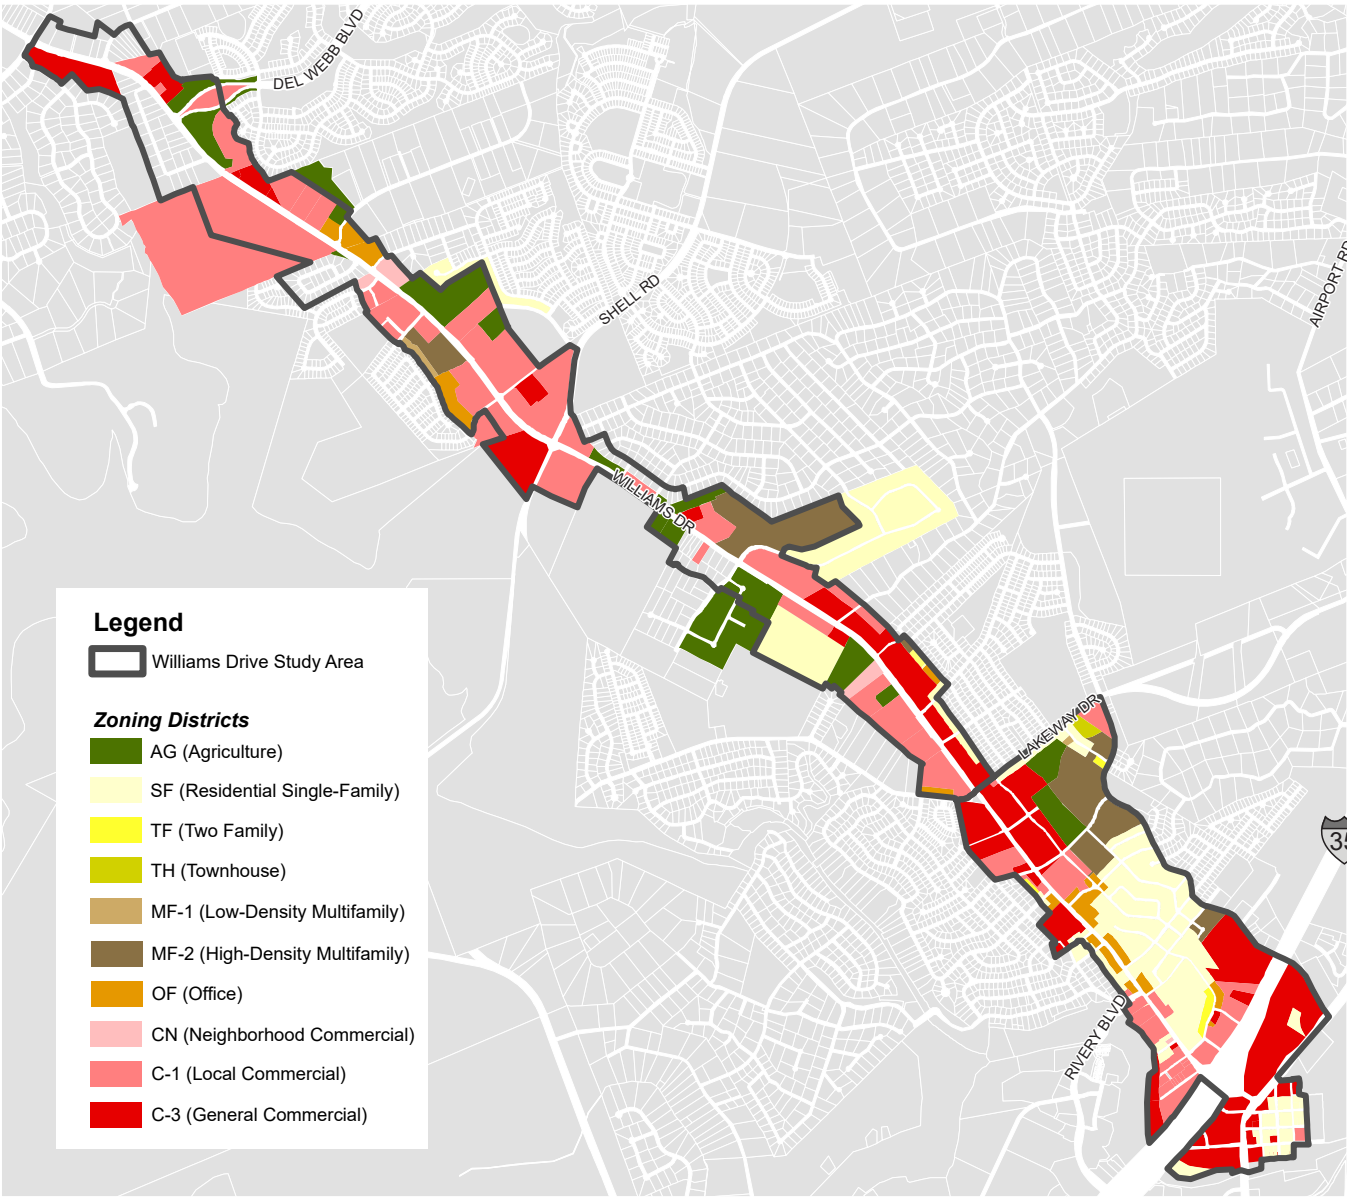 DEL WEBB BLVD
SHELL RD
AIRPORT RD
WILLIAMS DR
LAKEWAY DR
35
RIVERY BLVD
Legend
Williams Drive Study Area
Zoning Districts
AG (Agriculture)
SF (Residential Single-Family)
TF (Two Family)
TH (Townhouse)
MF-1 (Low-Density Multifamily)
MF-2 (High-Density Multifamily)
OF (Office)
CN (Neighborhood Commercial)
C-1 (Local Commercial)
C-3 (General Commercial)